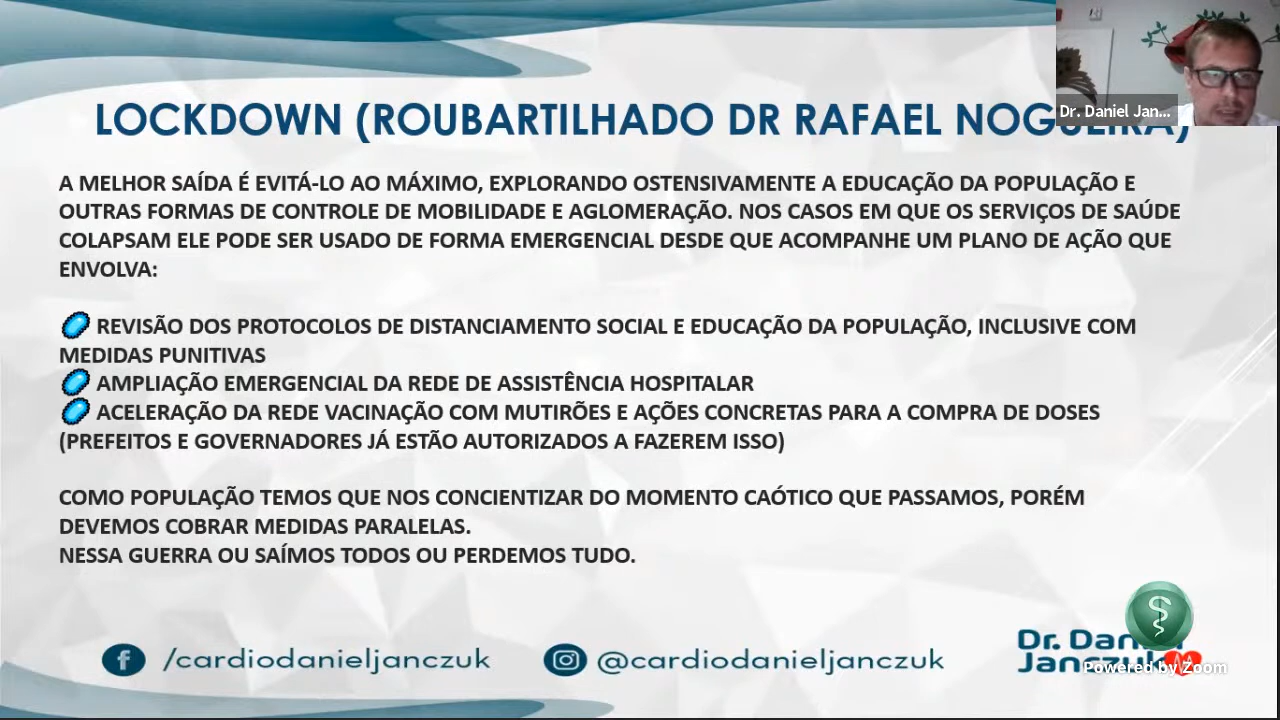 Dr. Daniel Jan...
LOCKDOWN (ROUBARTILHADO DR RAFAEL NOGUEIRA)
A MELHOR SAÍDA É EVITÁ-LO AO MÁXIMO, EXPLORANDO OSTENSIVAMENTE A EDUCAÇÃO DA POPULAÇÃO E
OUTRAS FORMAS DE CONTROLE DE MOBILIDADE E AGLOMERAÇÃO. NOS CASOS EM QUE OS SERVIÇOS DE SAÚDE
COLAPSAM ELE PODE SER USADO DE FORMA EMERGENCIAL DESDE QUE ACOMPANHE UM PLANO DE AÇÃO QUE
ENVOLVA:
REVISÃO DOS PROTOCOLOS DE DISTANCIAMENTO SOCIAL E EDUCAÇÃO DA POPULAÇÃO, INCLUSIVE COM
MEDIDAS PUNITIVAS
AMPLIAÇÃO EMERGENCIAL DA REDE DE ASSISTÊNCIA HOSPITALAR
ACELERAÇÃO DA REDE VACINAÇÃO COM MUTIRÕES E AÇÕES CONCRETAS PARA A COMPRA DE DOSES
(PREFEITOS E GOVERNADORES JÁ ESTÃO AUTORIZADOS A FAZEREM ISSO)
COMO POPULAÇÃO TEMOS QUE NOS CONCIENTIZAR DO MOMENTO CAÓTICO QUE PASSAMOS, PORÉM
DEVEMOS COBRAR MEDIDAS PARALELAS.
NESSA GUERRA OU SAÍMOS TODOS OU PERDEMOS TUDO.
/cardiodanieljanczuk
@cardiodanieljanczuk
Dr. Daniel
Janczuk
Powered by Zoom